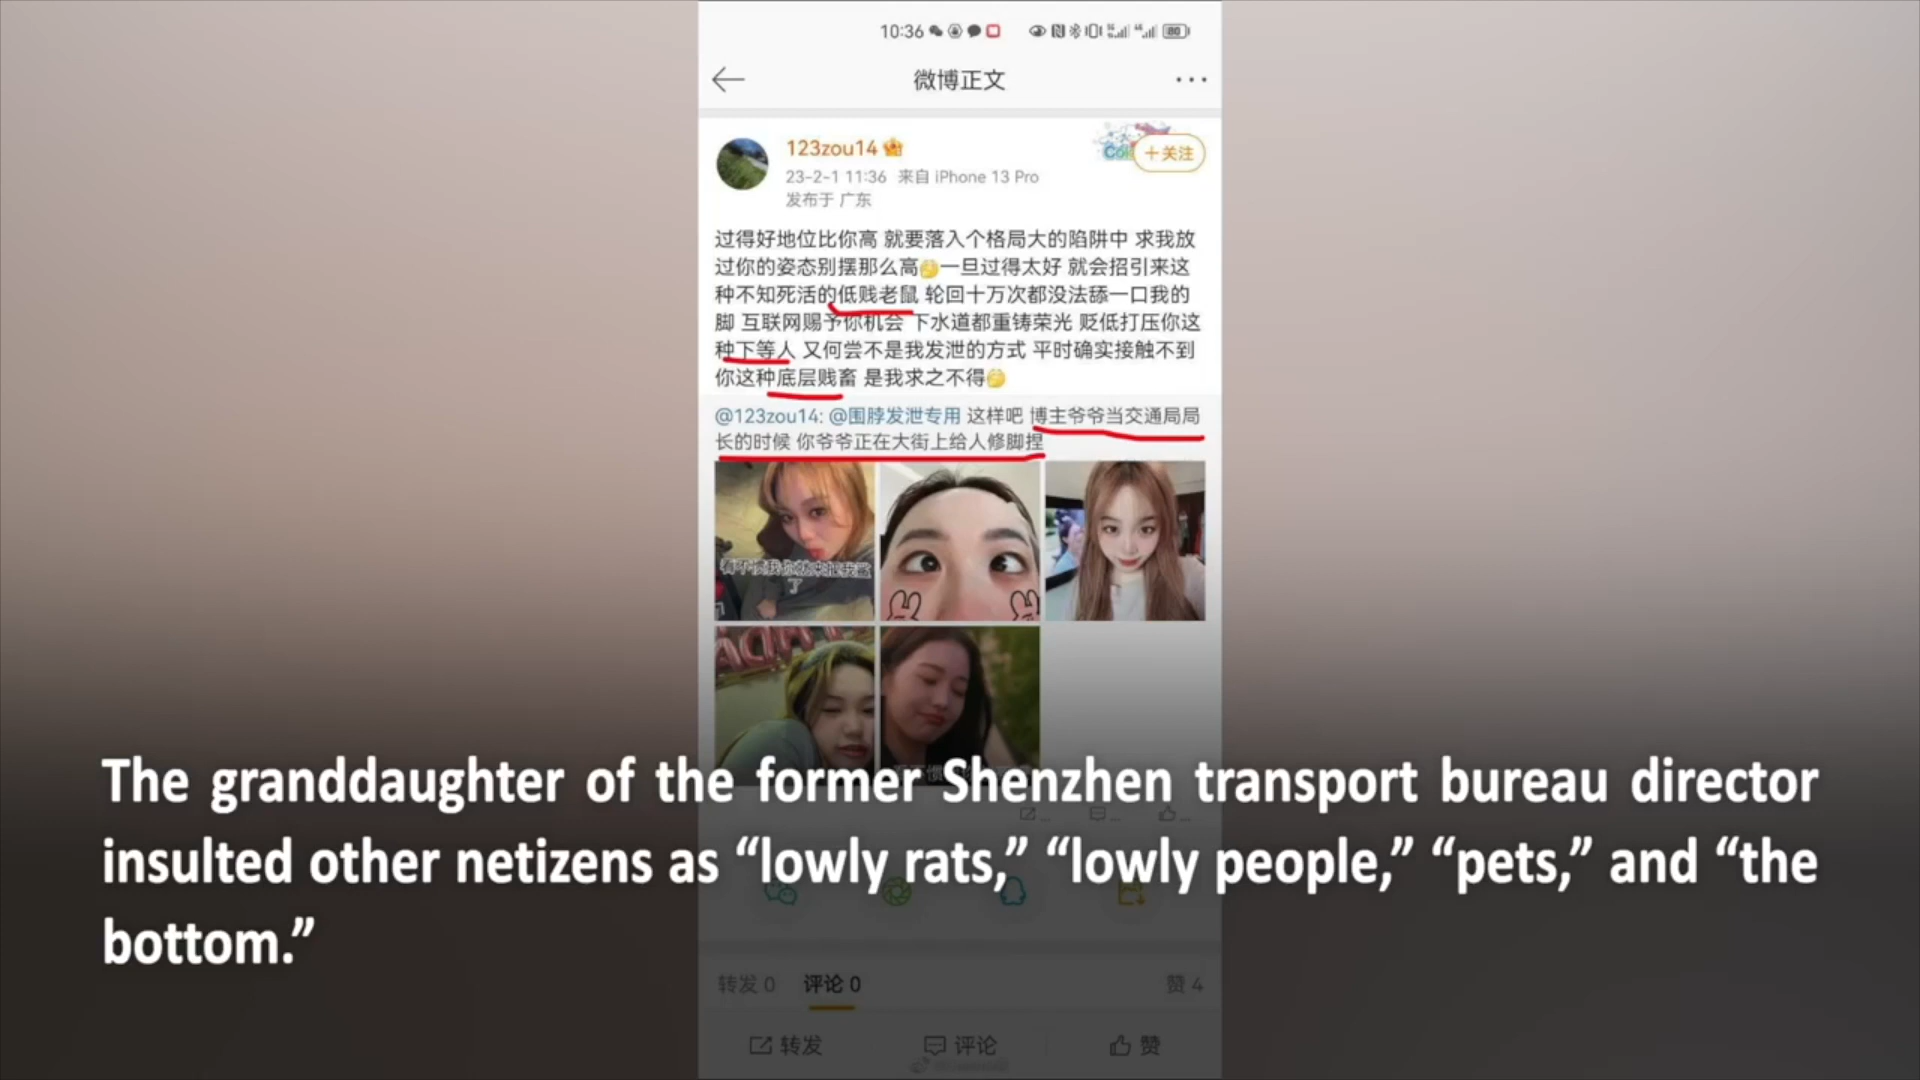 10:36
80
微博正文
123zou14
+关注
23-2-1 11:36 来自 iPhone 13 Pro
发布于 广东
过得好地位比你高 就要落入个格局大的陷阱中 求我放
过你的姿态别摆那么高 一旦过得太好 就会招引来这
种不知死活的低贱老鼠 轮回十万次都没法舔一口我的
脚 互联网赐予你机会 下水道都重铸荣光 贬低打压你这
种下等人 又何尝不是我发泄的方式 平时确实接触不到
你这种底层贱畜 是我求之不得
@123zou14: @围脖发泄专用 这样吧 博主爷爷当交通局局
长的时候 你爷爷正在大街上给人修脚捏
The granddaughter of the former Shenzhen transport bureau director
insulted other netizens as “lowly rats,” “lowly people,” “pets,” and “the
bottom.”
转发 0 评论 0 赞 4
转发 评论 赞